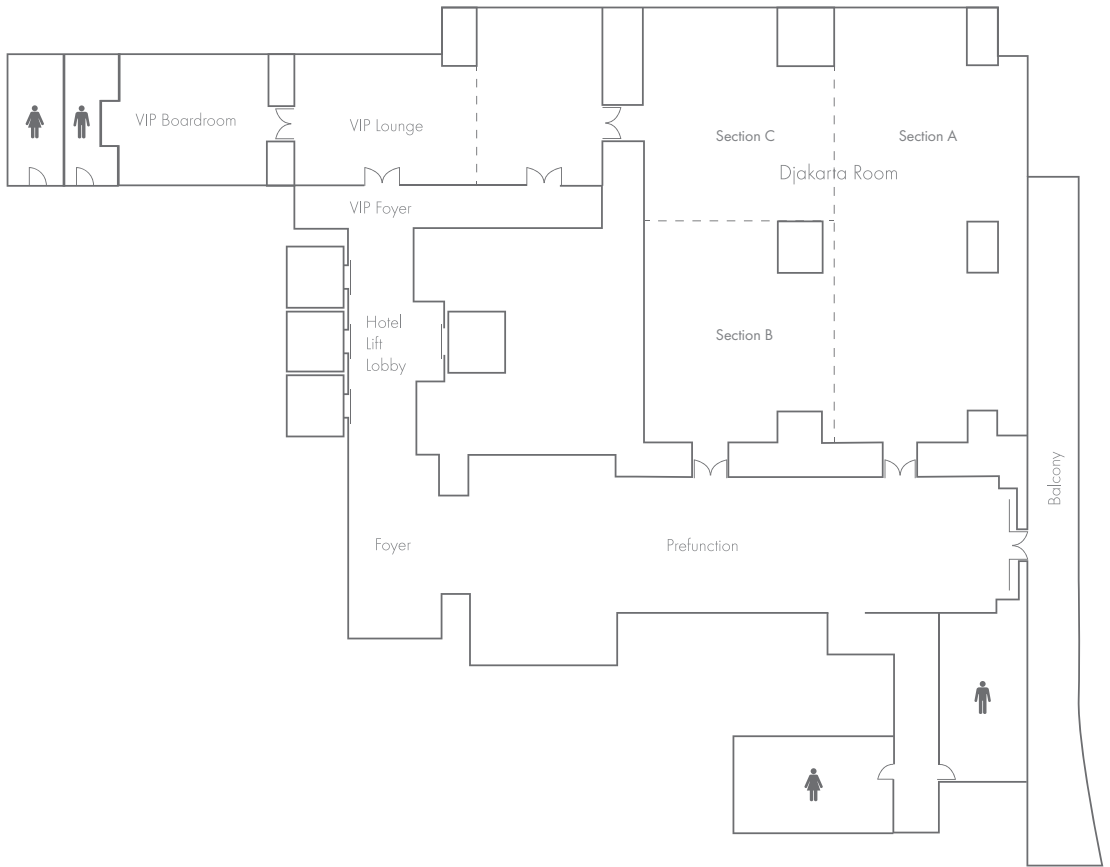 VIP Boardroom
VIP Lounge
Section C
Section A
Djakarta Room
VIP Foyer
Hotel
Lift
Lobby
Section B
Balcony
Foyer
Prefunction